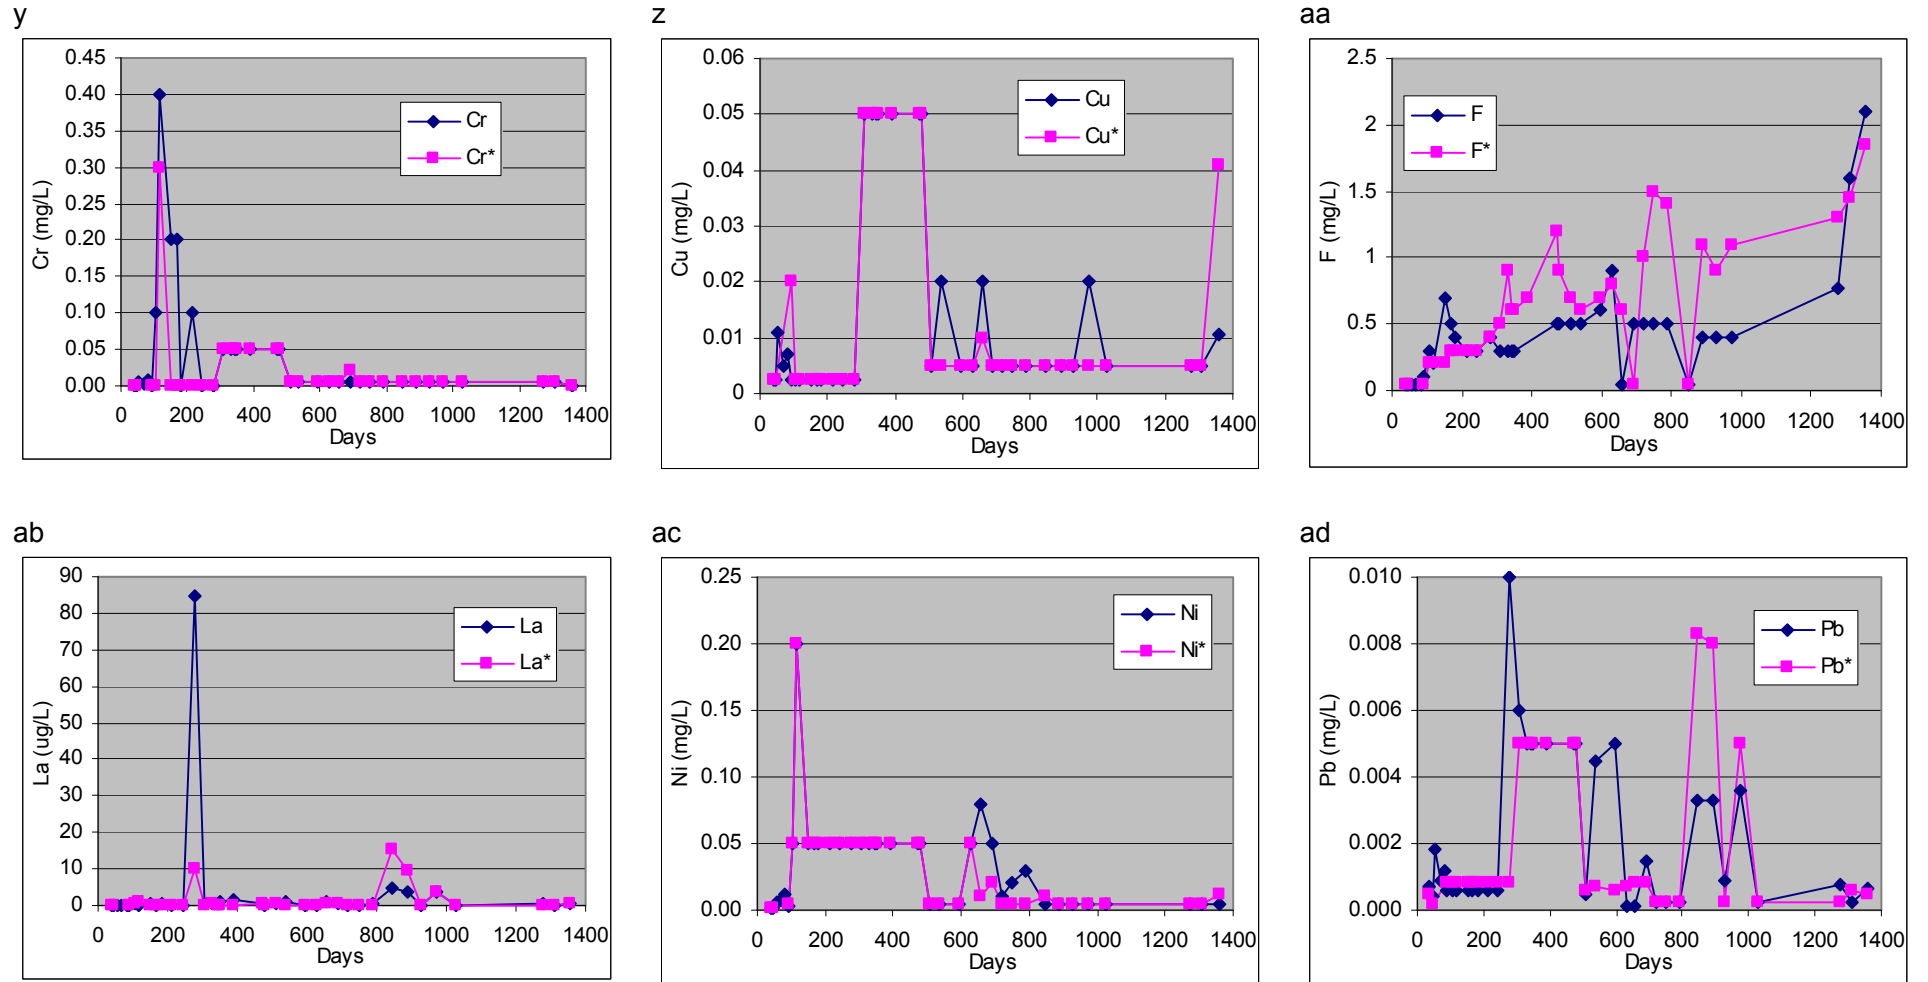 y
0.45
0.40
0.35
0.30
0.25
0.20
0.15
0.10
0.05
0.00
Cr (mg/L)
Cr
Cr*
0 200 400 600 800 1000 1200 1400
Days
z
0.06
0.05
0.04
0.03
0.02
0.01
0
Cu (mg/L)
Cu
Cu*
0 200 400 600 800 1000 1200 1400
Days
aa
2.5
2
1.5
1
0.5
0
F (mg/L)
F
F*
0 200 400 600 800 1000 1200 1400
Days
ab
90
80
70
60
50
40
30
20
10
0
La (ug/L)
La
La*
0 200 400 600 800 1000 1200 1400
Days
ac
0.25
0.20
0.15
0.10
0.05
0.00
Ni (mg/L)
Ni
Ni*
0 200 400 600 800 1000 1200 1400
Days
ad
0.010
0.008
0.006
0.004
0.002
0.000
Pb (mg/L)
Pb
Pb*
0 200 400 600 800 1000 1200 1400
Days